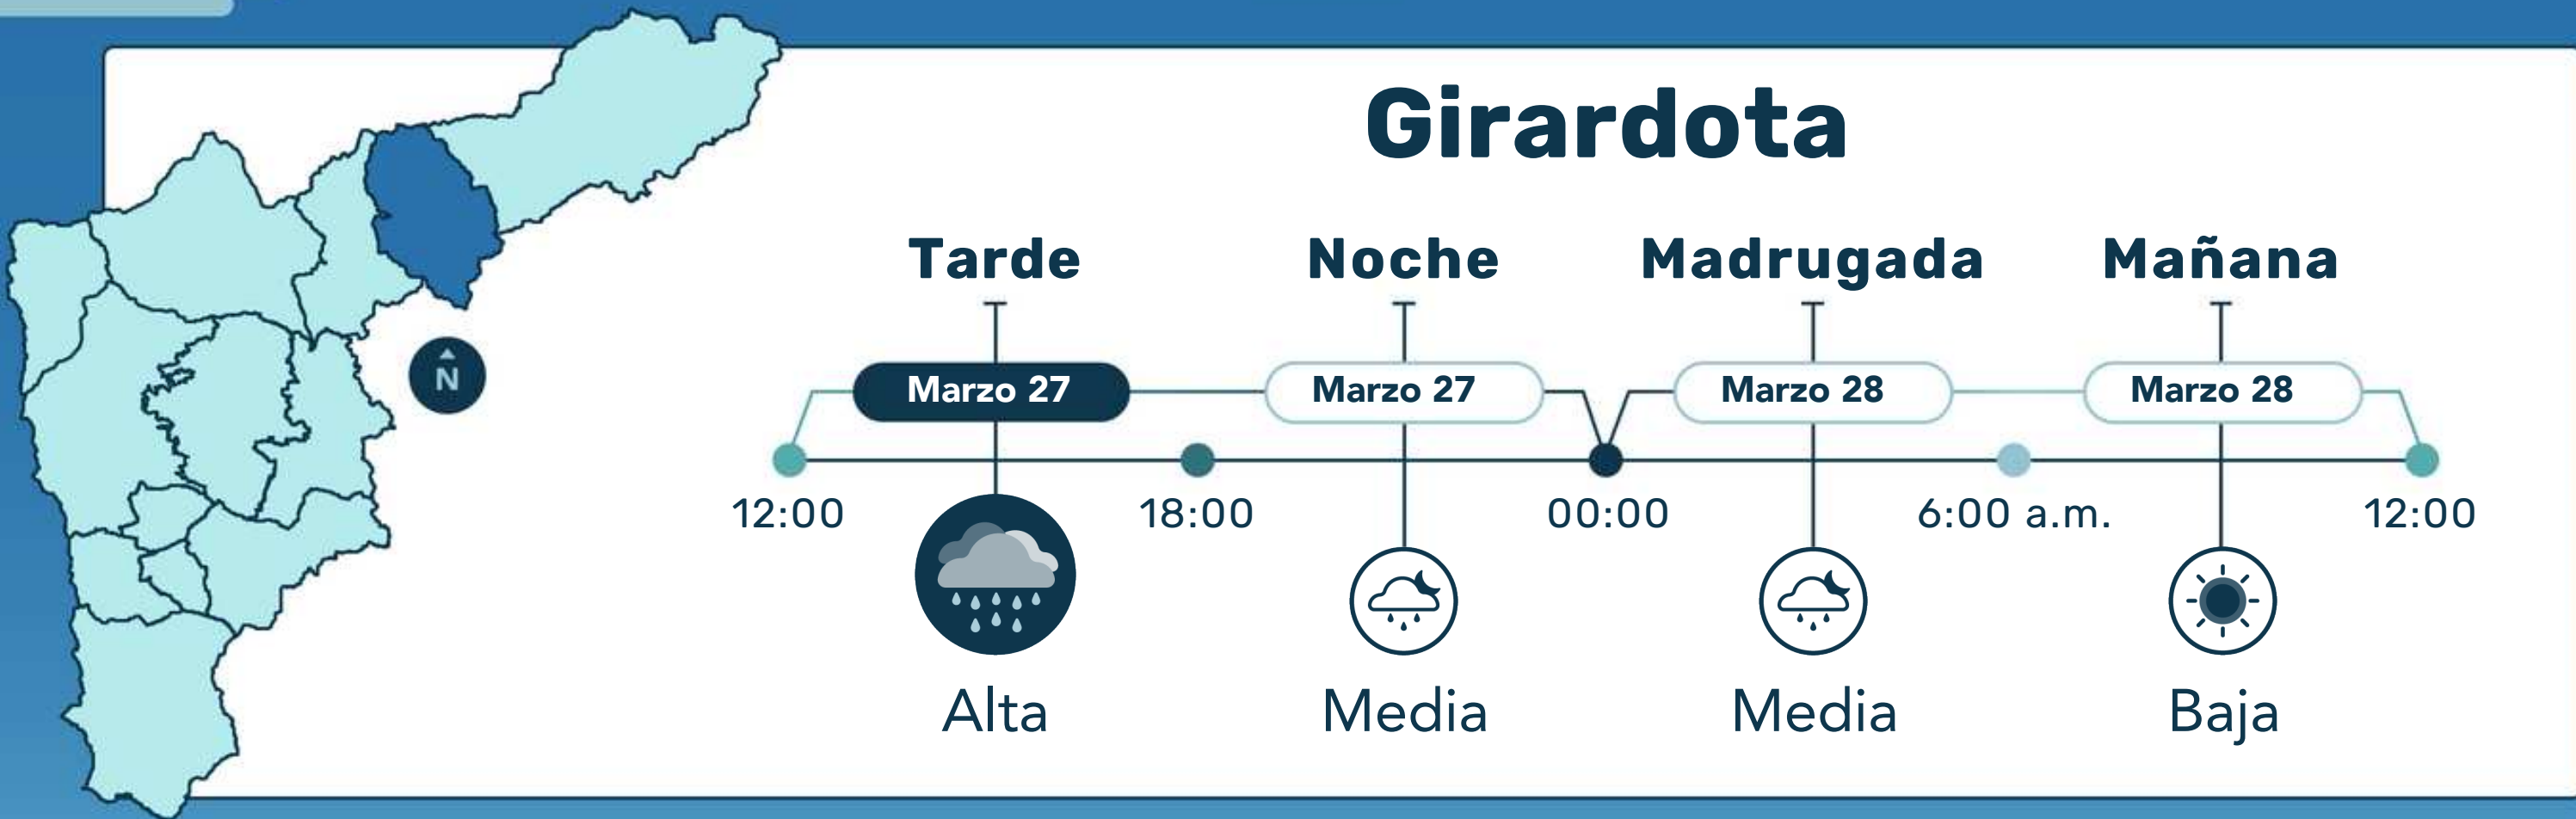 Girardota
Tarde Noche Madrugada Mañana
Marzo 27 Marzo 27 Marzo 28 Marzo 28
N
12:00 18:00 00:00 6:00 a.m. 12:00
Alta Media Media Baja